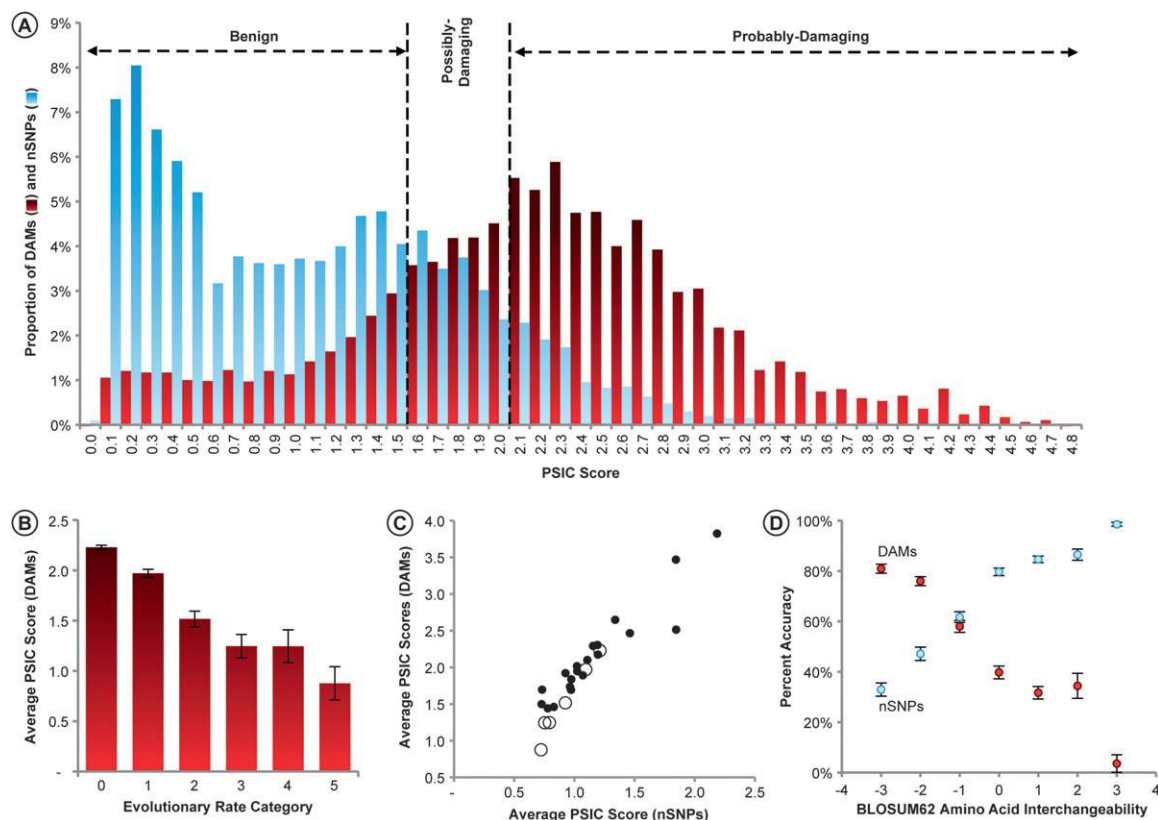 A
Proportion of DAMs ( ) and nSNPs ( )
9%
8%
7%
6%
5%
4%
3%
2%
1%
0%
Benign
Possibly-
Damaging
Probably-Damaging
0.0 0.1 0.2 0.3 0.4 0.5 0.6 0.7 0.8 0.9 1.0 1.1 1.2 1.3 1.4 1.5 1.6 1.7 1.8 1.9 2.0 2.1 2.2 2.3 2.4 2.5 2.6 2.7 2.8 2.9 3.0 3.1 3.2 3.3 3.4 3.5 3.6 3.7 3.8 3.9 4.0 4.1 4.2 4.3 4.4 4.5 4.6 4.7 4.8
PSIC Score
B
Average PSIC Score (DAMs)
2.5
2.0
1.5
1.0
0.5
-
0 1 2 3 4 5
Evolutionary Rate Category
C
Average PSIC Scores (DAMs)
4.0
3.5
3.0
2.5
2.0
1.5
1.0
0.5
- 0.5 1.0 1.5 2.0 2.5
Average PSIC Score (nSNPs)
D
Percent Accuracy
100%
80%
60%
40%
20%
0%
DAMs
nSNPs
-4 -3 -2 -1 0 1 2 3 4
BLOSUM62 Amino Acid Interchangeability